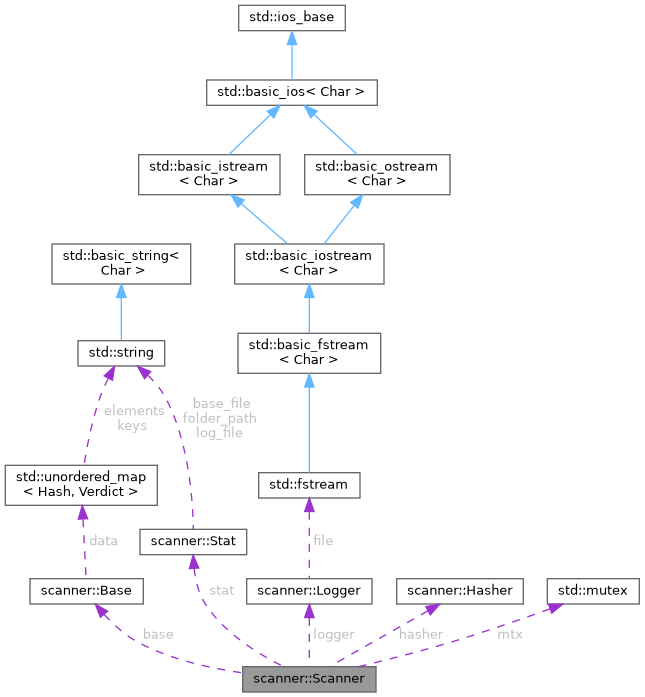 std::ios_base
std::basic_ios< Char >
std::basic_istream
< Char >
std::basic_ostream
< Char >
std::basic_string<
Char >
std::basic_iostream
< Char >
std::string
std::basic_fstream
< Char >
elements
keys
base_file
folder_path
log_file
std::unordered_map
< Hash, Verdict >
std::fstream
scanner::Stat
data
file
scanner::Base
stat
scanner::Logger
scanner::Hasher
std::mutex
base
logger
hasher
mtx
scanner::Scanner